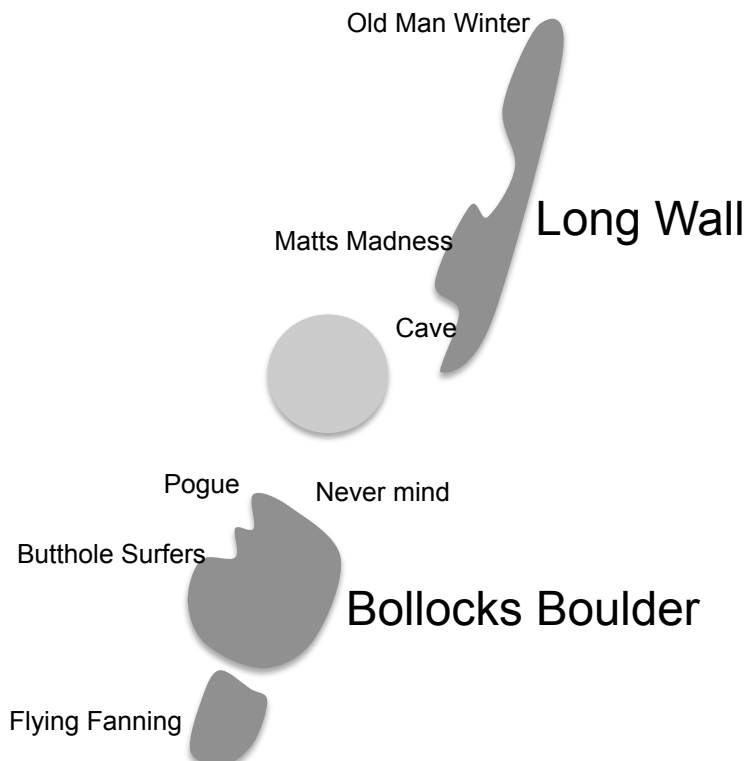 Old Man Winter
Long Wall
Matts Madness
Cave
Pogue
Never mind
Butthole Surfers
Bollocks Boulder
Flying Fanning